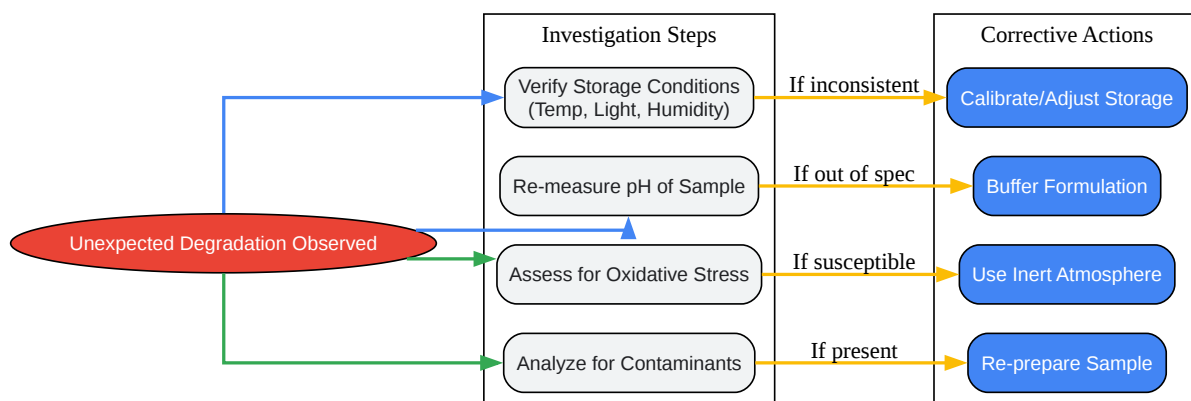 Investigation Steps
Corrective Actions
Verify Storage Conditions
(Temp, Light, Humidity)
If inconsistent
Calibrate/Adjust Storage
Re-measure pH of Sample
If out of spec
Buffer Formulation
Unexpected Degradation Observed
Assess for Oxidative Stress
If susceptible
Use Inert Atmosphere
Analyze for Contaminants
If present
Re-prepare Sample